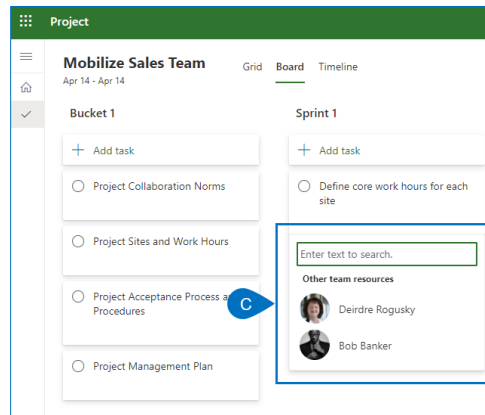 Project
Mobilize Sales Team
Grid Board Timeline
Apr 14 - Apr 14
Bucket 1
Sprint 1
Add task
Add task
Project Collaboration Norms
Define core work hours for each
site
Project Sites and Work Hours
Enter text to search.
Other team resources
Project Acceptance Process
Procedures
C
Deirdre Rogusky
Bob Banker
Project Management Plan